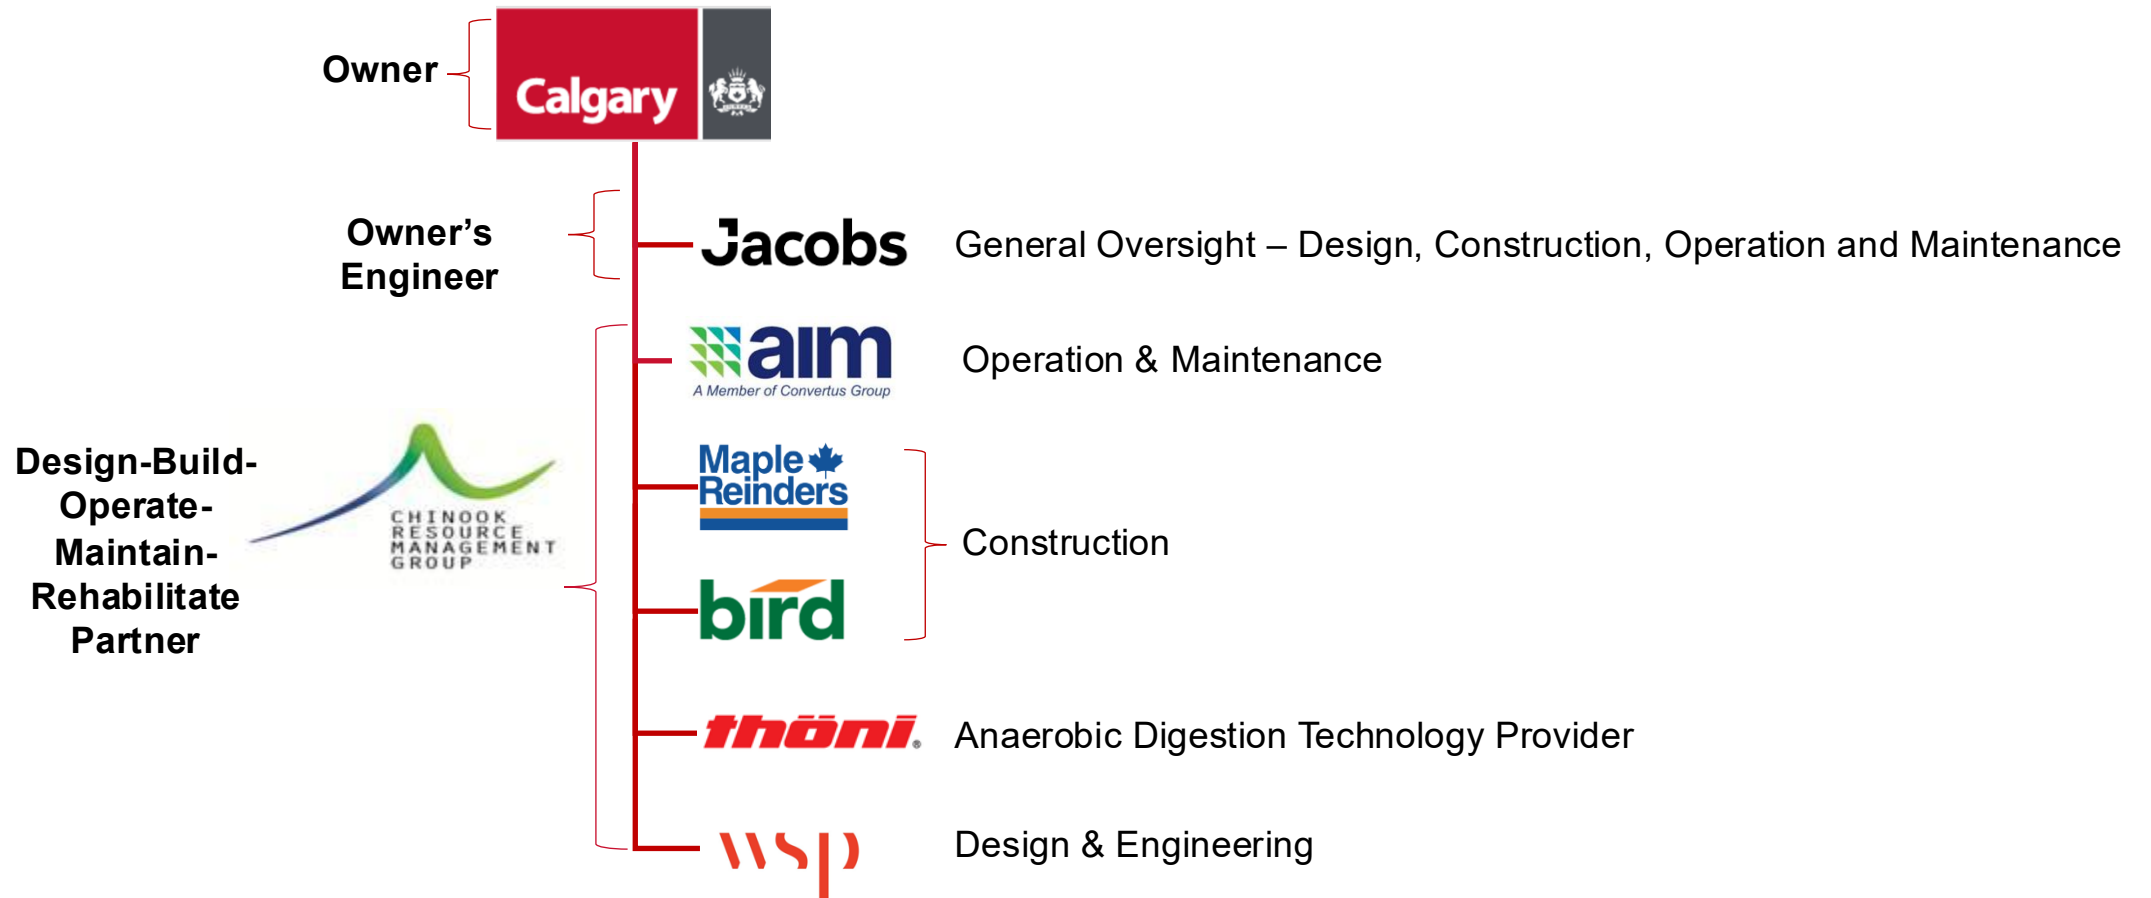 Owner
Calgary
Owner's
Engineer
Jacobs
General Oversight – Design, Construction, Operation and Maintenance
aım
A Member of Convertus Group
Operation & Maintenance
Design-Build-
Operate-
Maintain-
Rehabilitate
Partner
CHINOOK
RESOURCE
MANAGEMENT
GROUP
Maple
Reinders
bird
Construction
thöni®
Anaerobic Digestion Technology Provider
wsp
Design & Engineering